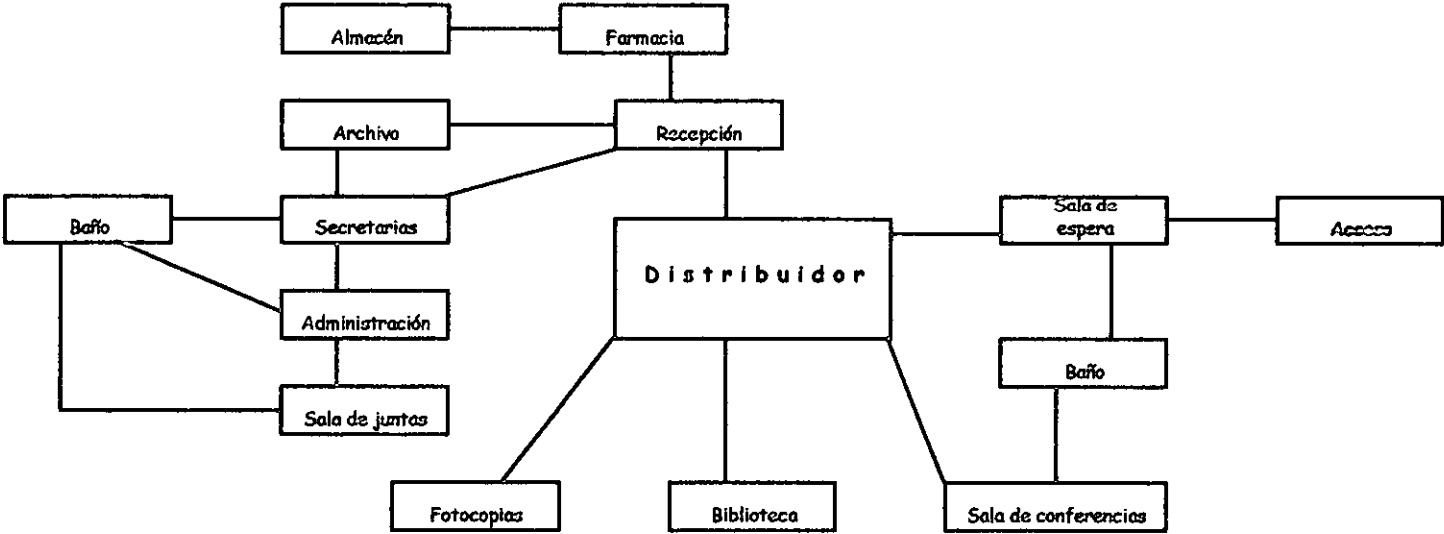 Almacén
Farmacia
Archivo
Recepción
Baño
Secretarias
Sala de
espera
Acceso
Distribuidor
Administración
Baño
Sala de juntas
Fotocopias
Biblioteca
Sala de conferencias